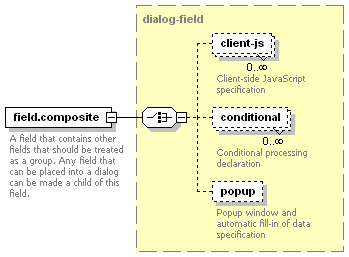 dialog-field
client-js
0..∞
Client-side JavaScript
specification
field.composite
A field that contains other
fields that should be treated
as a group. Any field that
can be placed into a dialog
can be made a child of this
field.
conditional
0..∞
Conditional processing
declaration
popup
Popup window and
automatic fill-in of data
specification